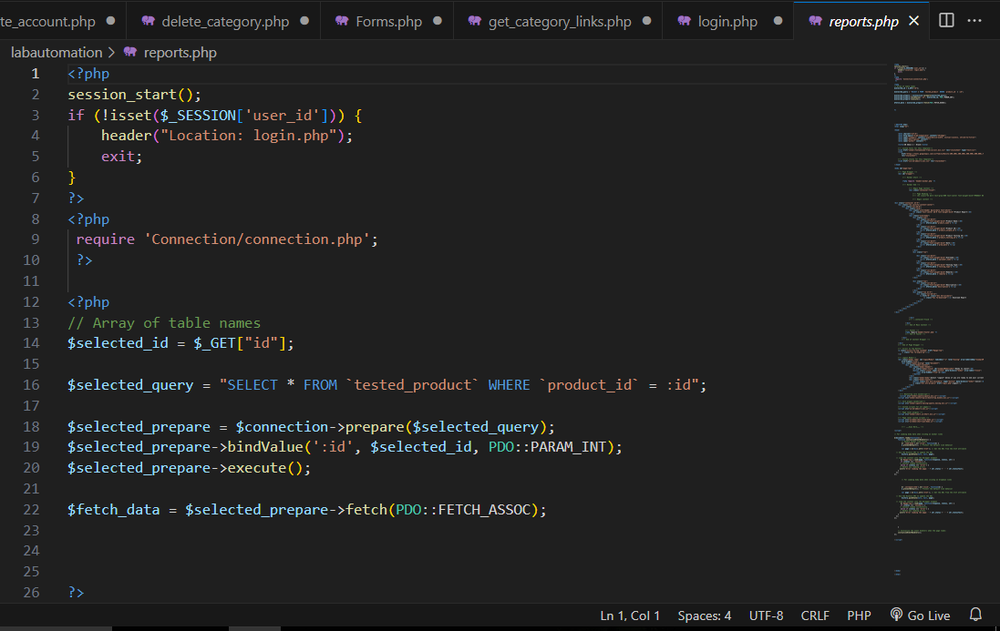 te_account.php
delete_category.php
Forms.php
get_category_links.php
login.php
reports.php
labautomation > reports.php
1 <?php
2 session_start();
3 if (!isset($_SESSION['user_id'])) {
4     header("Location: login.php");
5     exit;
6 }
7 ?>
8 <?php
9  require 'Connection/connection.php';
10  ?>
11
12 <?php
13 // Array of table names
14 $selected_id = $_GET["id"];
15
16 $selected_query = "SELECT * FROM `tested_product` WHERE `product_id` = :id";
17
18 $selected_prepare = $connection->prepare($selected_query);
19 $selected_prepare->bindValue(':id', $selected_id, PDO::PARAM_INT);
20 $selected_prepare->execute();
21
22 $fetch_data = $selected_prepare->fetch(PDO::FETCH_ASSOC);
23
24
25
26 ?>
Ln 1, Col 1 Spaces: 4 UTF-8 CRLF PHP Go Live